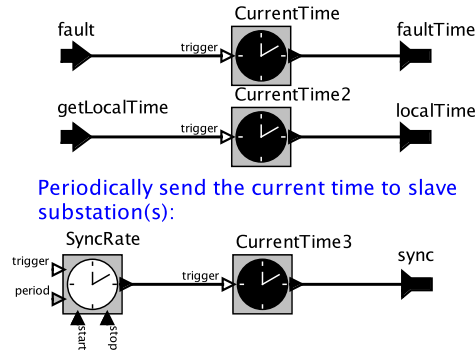 CurrentTime
fault
faultTime
trigger
CurrentTime2
getLocalTime
localTime
trigger
Periodically send the current time to slave
substation(s):
SyncRate
CurrentTime3
sync
trigger
trigger
period
start
stop